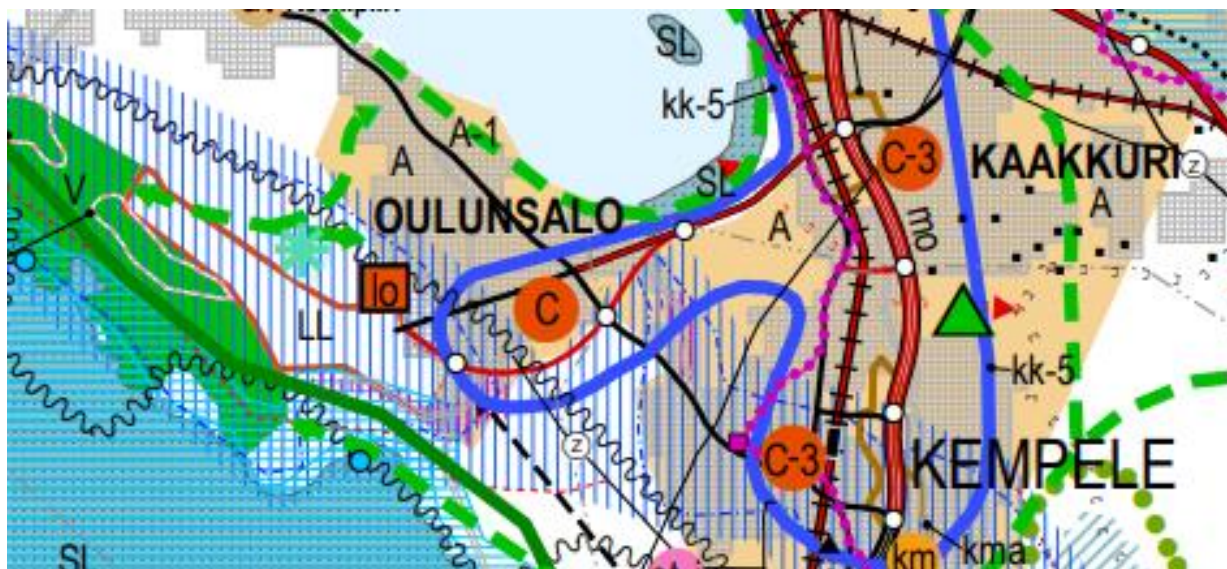 SL
kk-5
A-1
C-3
KAAKKURI
z
A
V
SL
A
OULUNSALO
A
mo
lo
C
LL
kk-5
z
C-3
KEMPELE
SL
km
kma